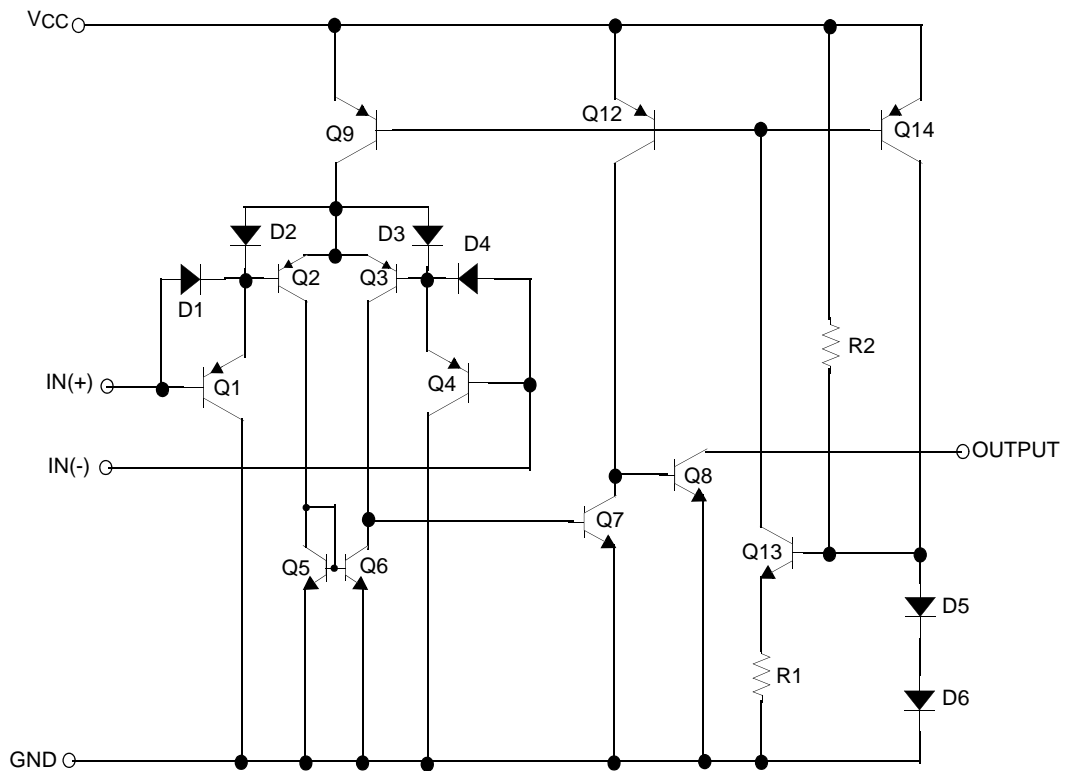 VCC
Q9
Q12
Q14
D2
D3
D4
Q2
Q3
D1
R2
IN(+)
Q1
Q4
OUTPUT
IN(-)
Q8
Q7
Q13
Q5
Q6
D5
R1
D6
GND